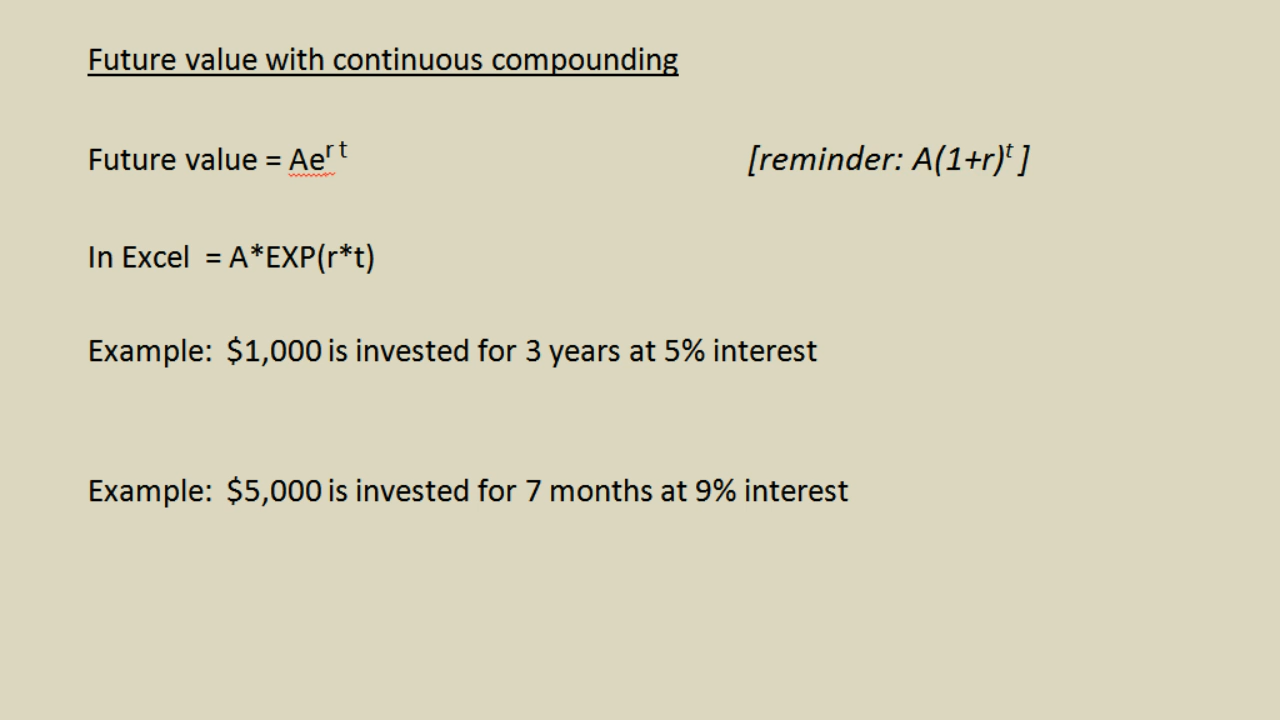 Future value with continuous compounding
Future value = Ae^r t [reminder: A(1+r)^t ]
In Excel = A*EXP(r*t)
Example: $1,000 is invested for 3 years at 5% interest
Example: $5,000 is invested for 7 months at 9% interest